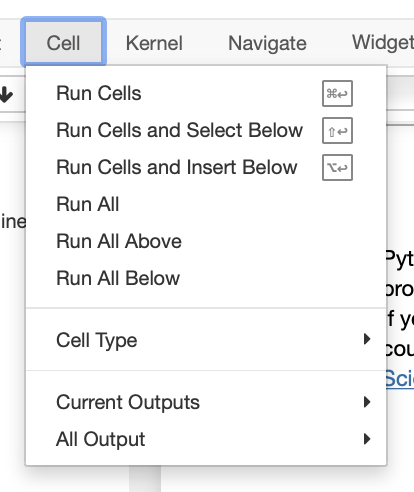 Cell Kernel Navigate Widget
Run Cells ⌘↩
Run Cells and Select Below ⇧↩
Run Cells and Insert Below ⌥↩
Run All
Run All Above
Run All Below
Cell Type
Current Outputs
All Output
ine
Pyt
pro
f y
cou
Sci